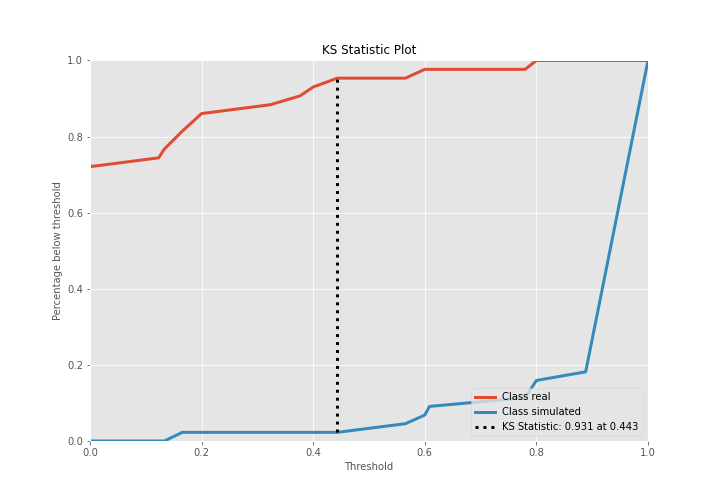 KS Statistic Plot
1.0
0.8
0.6
0.4
0.2
0.0
Percentage below threshold
0.0 0.2 0.4 0.6 0.8 1.0
Threshold
Class real
Class simulated
KS Statistic: 0.931 at 0.443